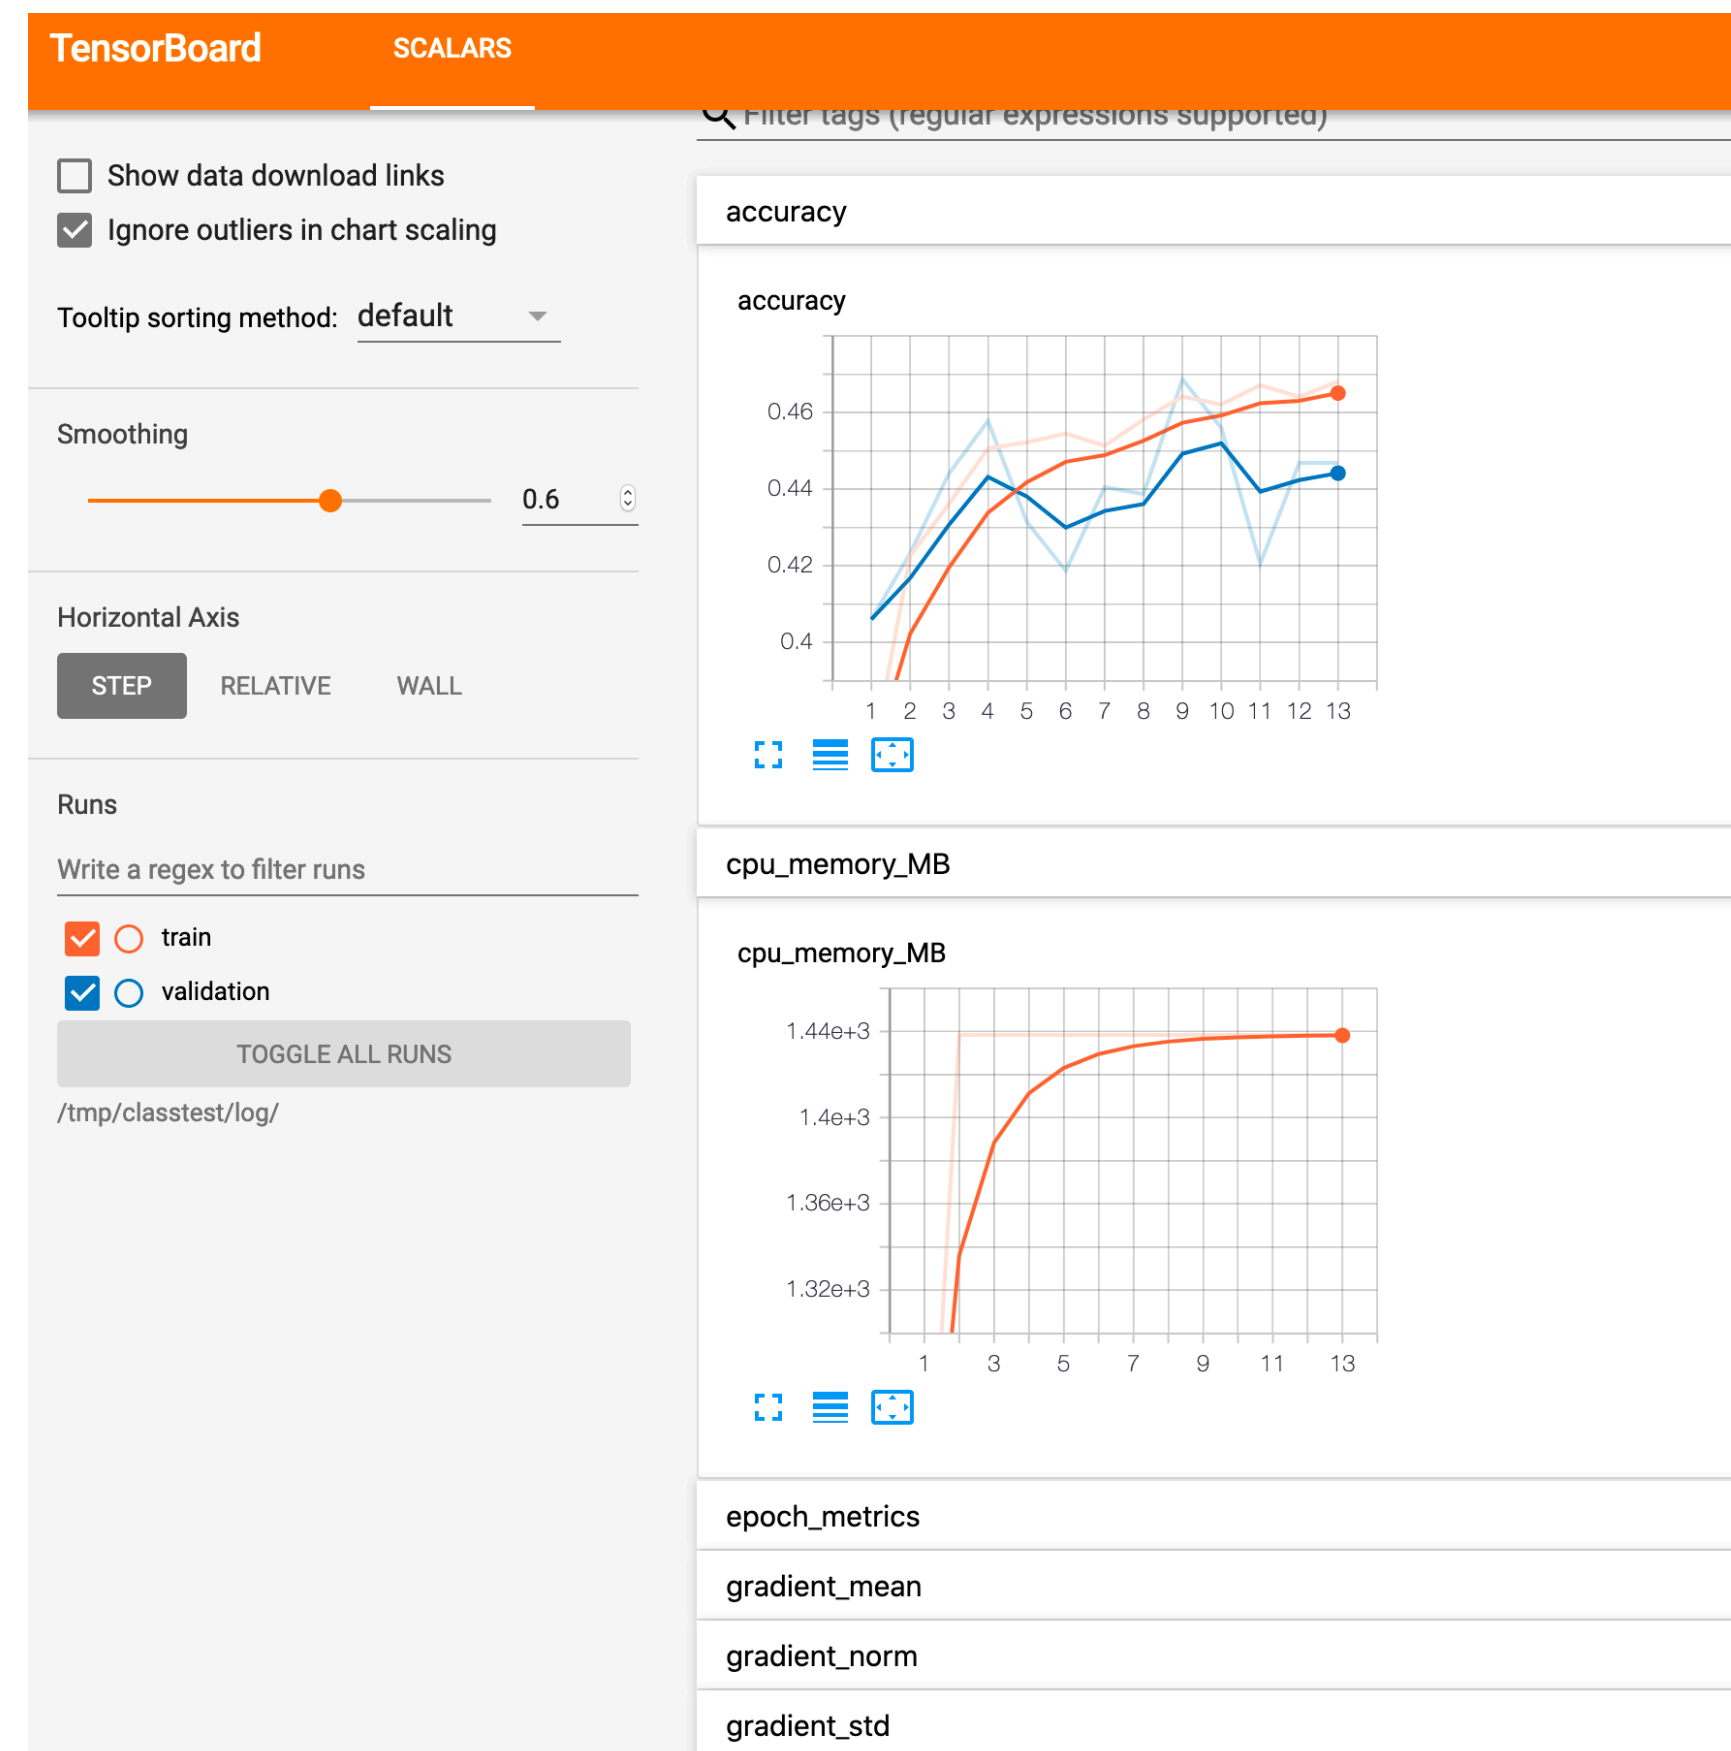 TensorBoard
SCALARS
Filter tags (regular expressions supported)
Show data download links
Ignore outliers in chart scaling
Tooltip sorting method: default
Smoothing
0.6
Horizontal Axis
STEP RELATIVE WALL
Runs
Write a regex to filter runs
train
validation
TOGGLE ALL RUNS
/tmp/classtest/log/
accuracy
accuracy
0.46
0.44
0.42
0.4
1 2 3 4 5 6 7 8 9 10 11 12 13
cpu_memory_MB
cpu_memory_MB
1.44e+3
1.4e+3
1.36e+3
1.32e+3
1 3 5 7 9 11 13
epoch_metrics
gradient_mean
gradient_norm
gradient_std